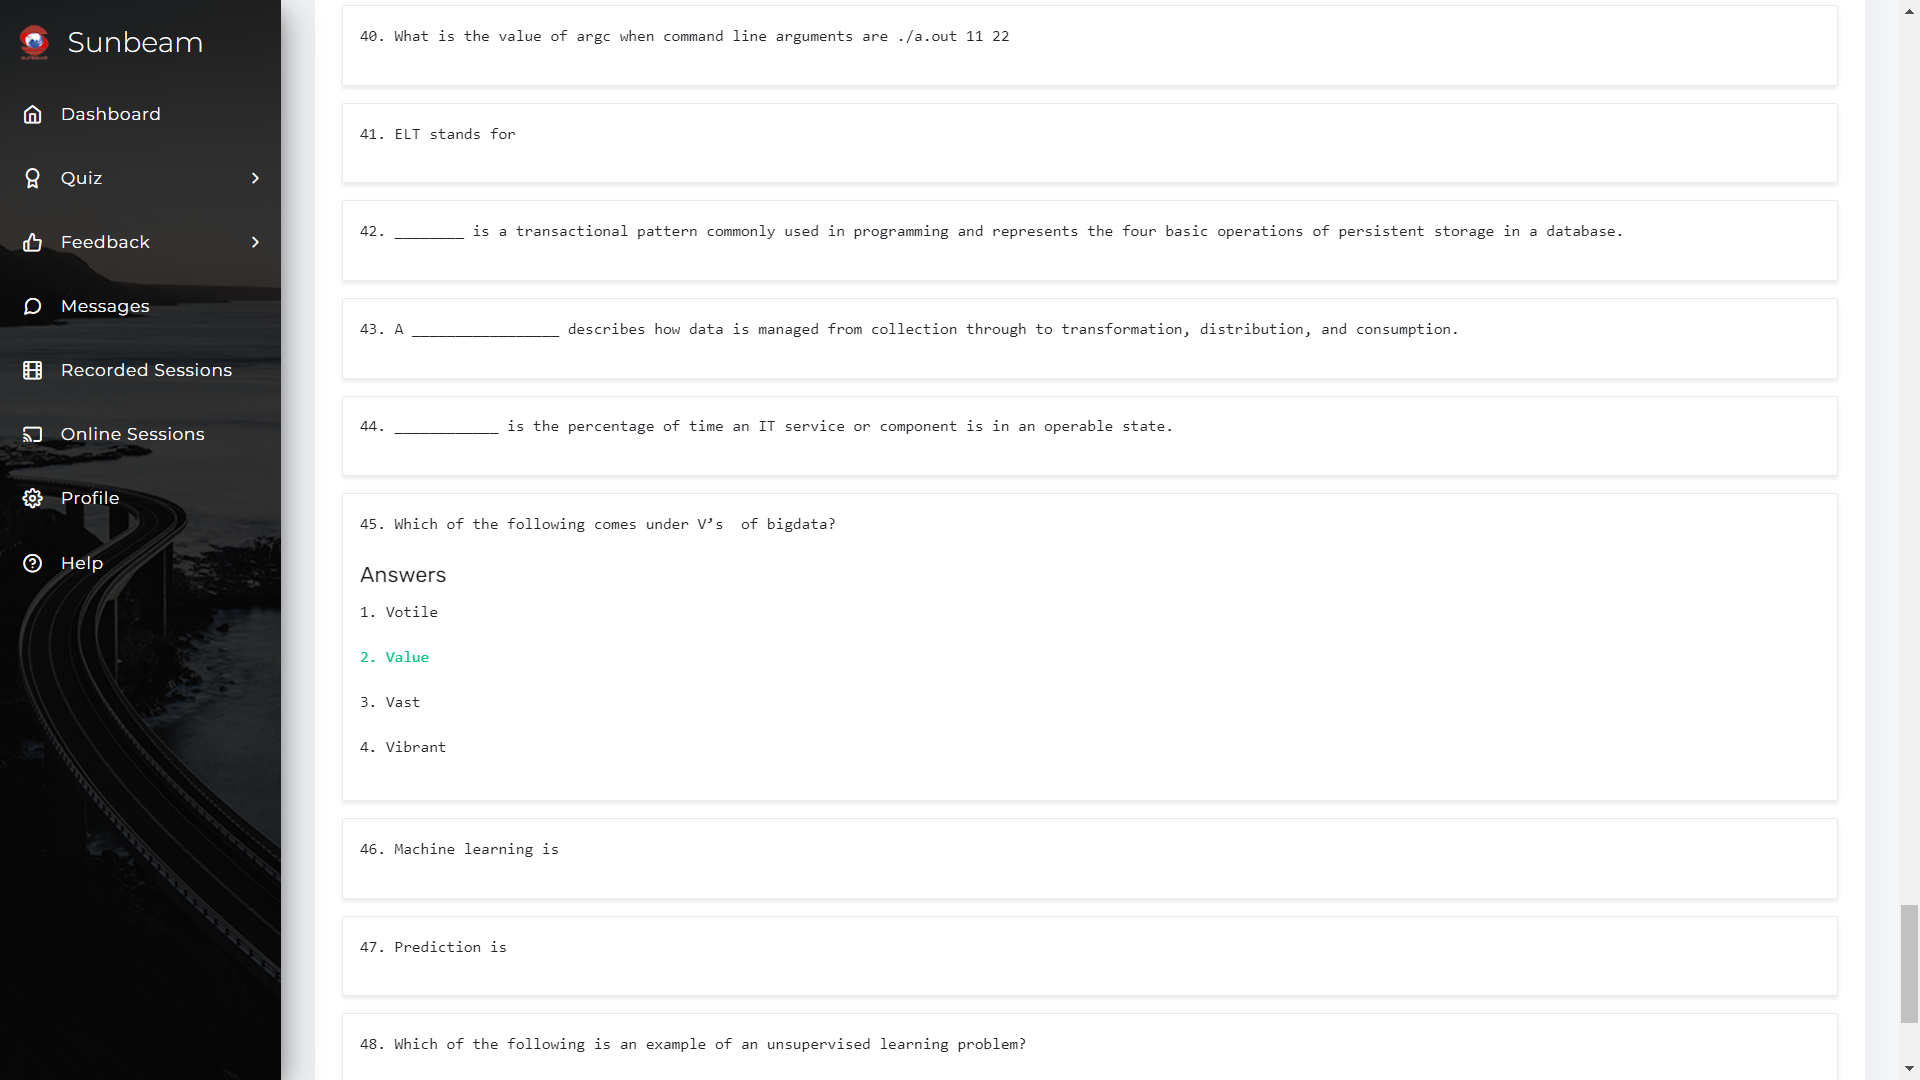 Sunbeam
Dashboard
Quiz
Feedback
Messages
Recorded Sessions
Online Sessions
Profile
Help
40. What is the value of argc when command line arguments are ./a.out 11 22
41. ELT stands for
42. ________ is a transactional pattern commonly used in programming and represents the four basic operations of persistent storage in a database.
43. A _________________ describes how data is managed from collection through to transformation, distribution, and consumption.
44. ____________ is the percentage of time an IT service or component is in an operable state.
45. Which of the following comes under V’s  of bigdata?
Answers
1. Votile
2. Value
3. Vast
4. Vibrant
46. Machine learning is
47. Prediction is
48. Which of the following is an example of an unsupervised learning problem?